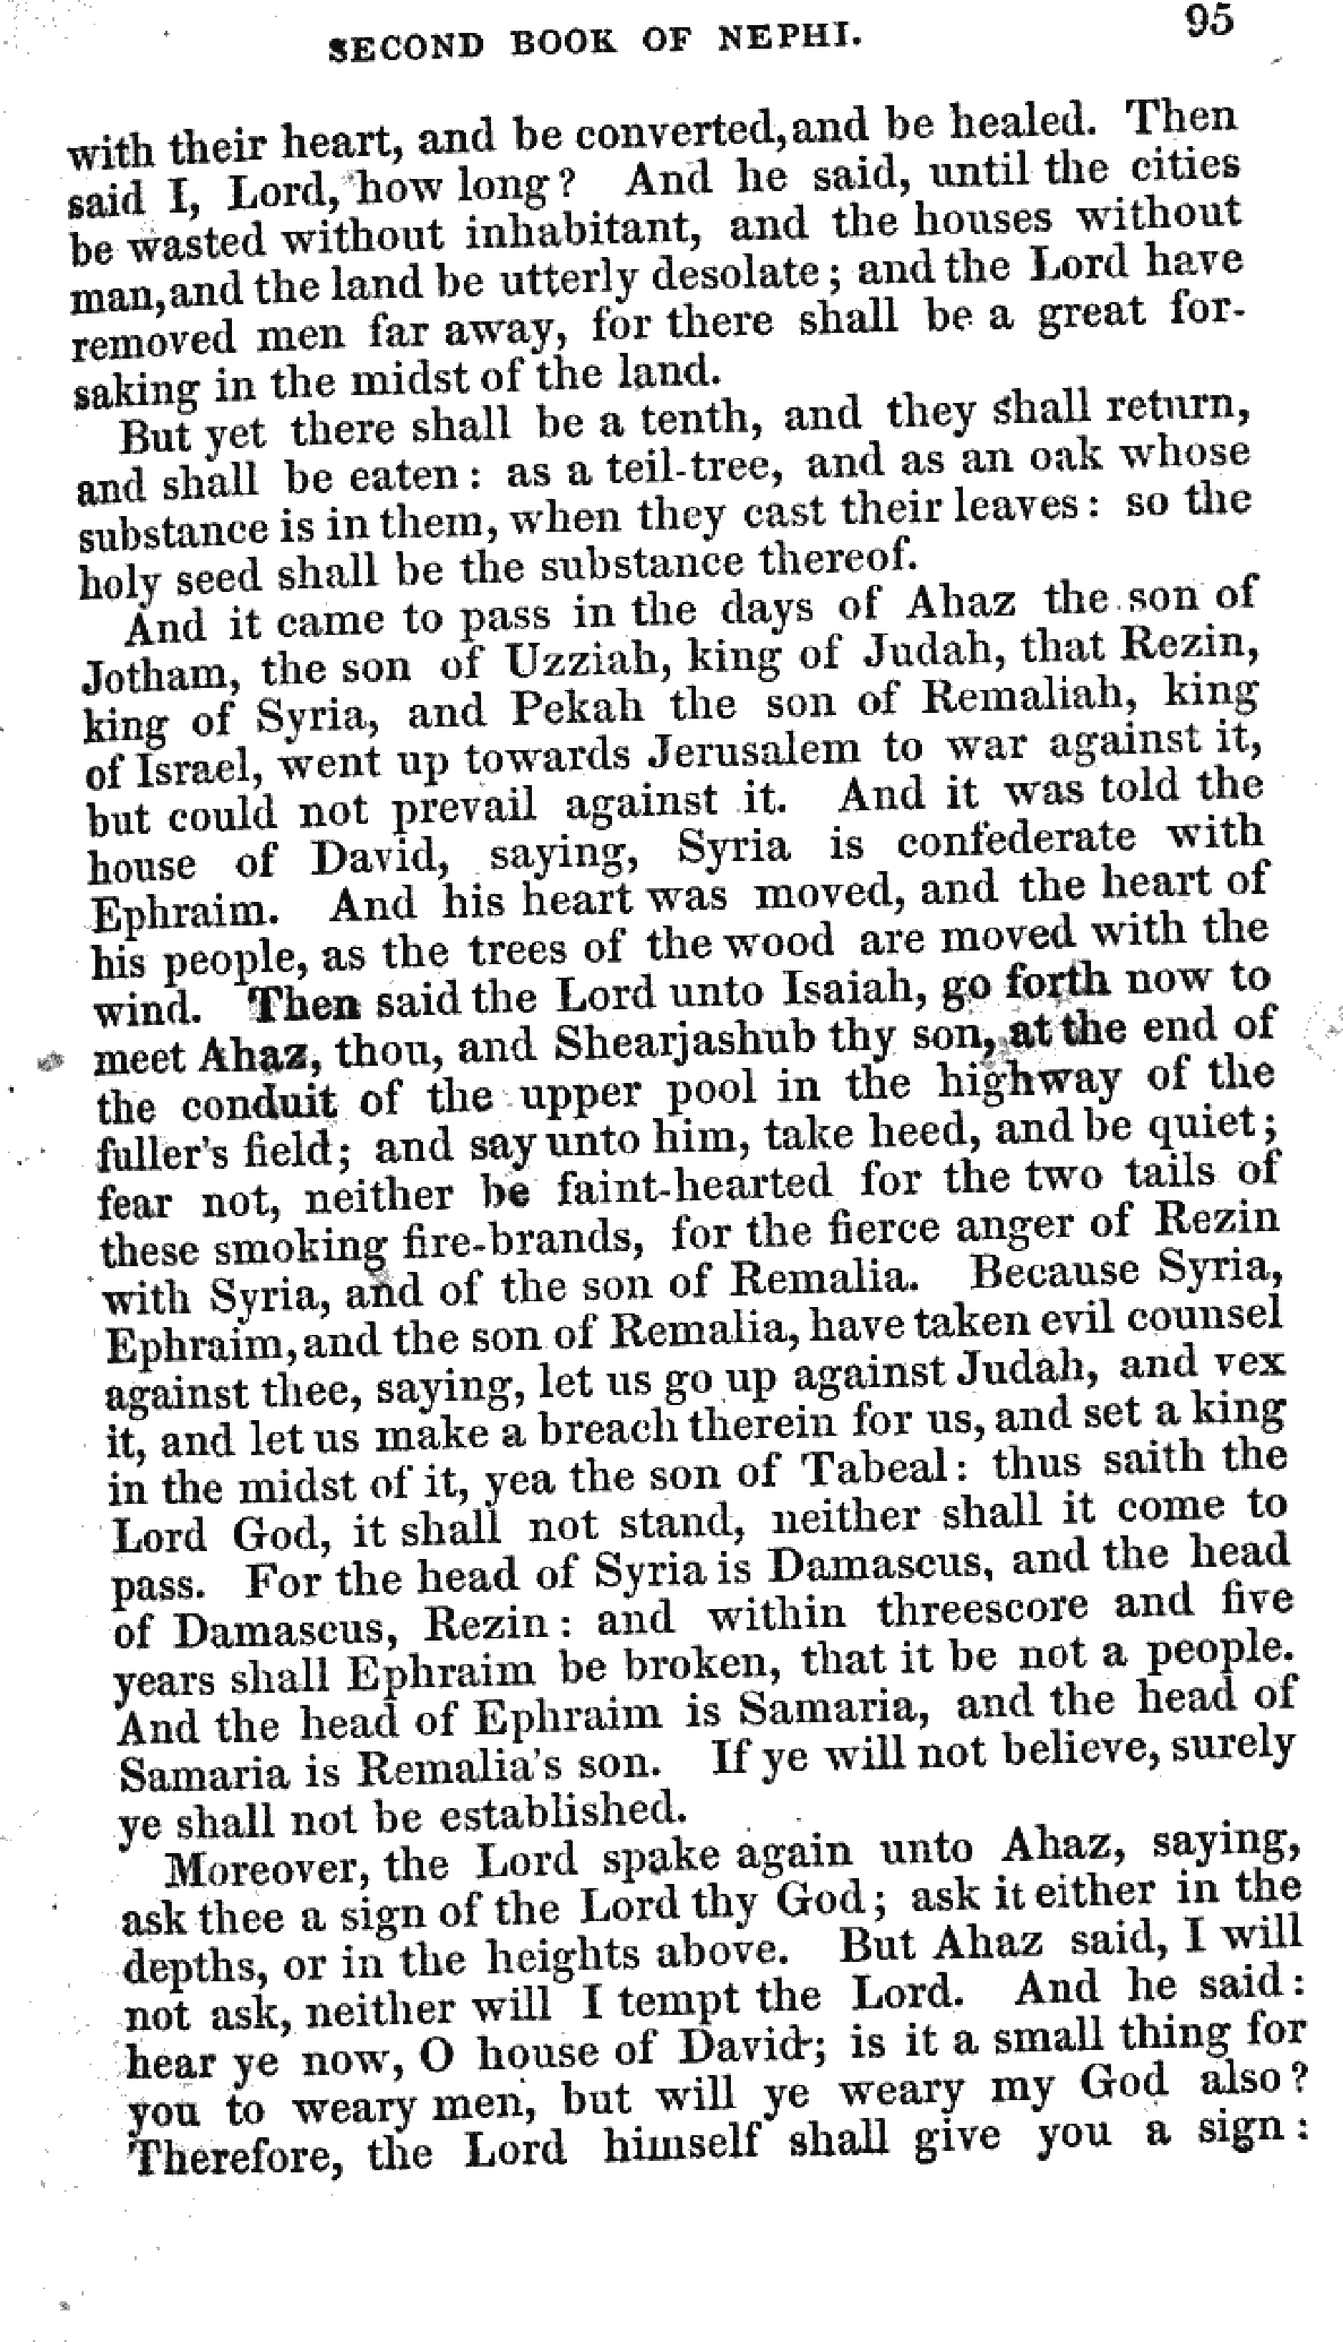 SECOND BOOK OF NEPHI. 95
with their heart, and be converted, and be healed. Then
said I, Lord, how long? And he said, until the cities
be wasted without inhabitant, and the houses without
man, and the land be utterly desolate; and the Lord have
removed men far away, for there shall be a great for-
saking in the midst of the land.
But yet there shall be a tenth, and they shall return,
and shall be eaten: as a teil-tree, and as an oak whose
substance is in them, when they cast their leaves: so the
holy seed shall be the substance thereof.
And it came to pass in the days of Ahaz the son of
Jotham, the son of Uzziah, king of Judah, that Rezin,
king of Syria, and Pekah the son of Remaliah, king
of Israel, went up towards Jerusalem to war against it,
but could not prevail against it. And it was told the
house of David, saying, Syria is confederate with
Ephraim. And his heart was moved, and the heart of
his people, as the trees of the wood are moved with the
wind. Then said the Lord unto Isaiah, go forth now to
meet Ahaz, thou, and Shearjashub thy son, at the end of
the conduit of the upper pool in the highway of the
fuller's field; and say unto him, take heed, and be quiet;
fear not, neither be faint-hearted for the two tails of
these smoking fire-brands, for the fierce anger of Rezin
with Syria, and of the son of Remalia. Because Syria,
Ephraim, and the son of Remalia, have taken evil counsel
against thee, saying, let us go up against Judah, and vex
it, and let us make a breach therein for us, and set a king
in the midst of it, yea the son of Tabeal: thus saith the
Lord God, it shall not stand, neither shall it come to
pass. For the head of Syria is Damascus, and the head
of Damascus, Rezin: and within threescore and five
years shall Ephraim be broken, that it be not a people.
And the head of Ephraim is Samaria, and the head of
Samaria is Remalia's son. If ye will not believe, surely
ye shall not be established.
Moreover, the Lord spake again unto Ahaz, saying,
ask thee a sign of the Lord thy God; ask it either in the
depths, or in the heights above. But Ahaz said, I will
not ask, neither will I tempt the Lord. And he said:
hear ye now, O house of David; is it a small thing for
you to weary men, but will ye weary my God also?
Therefore, the Lord himself shall give you a sign: